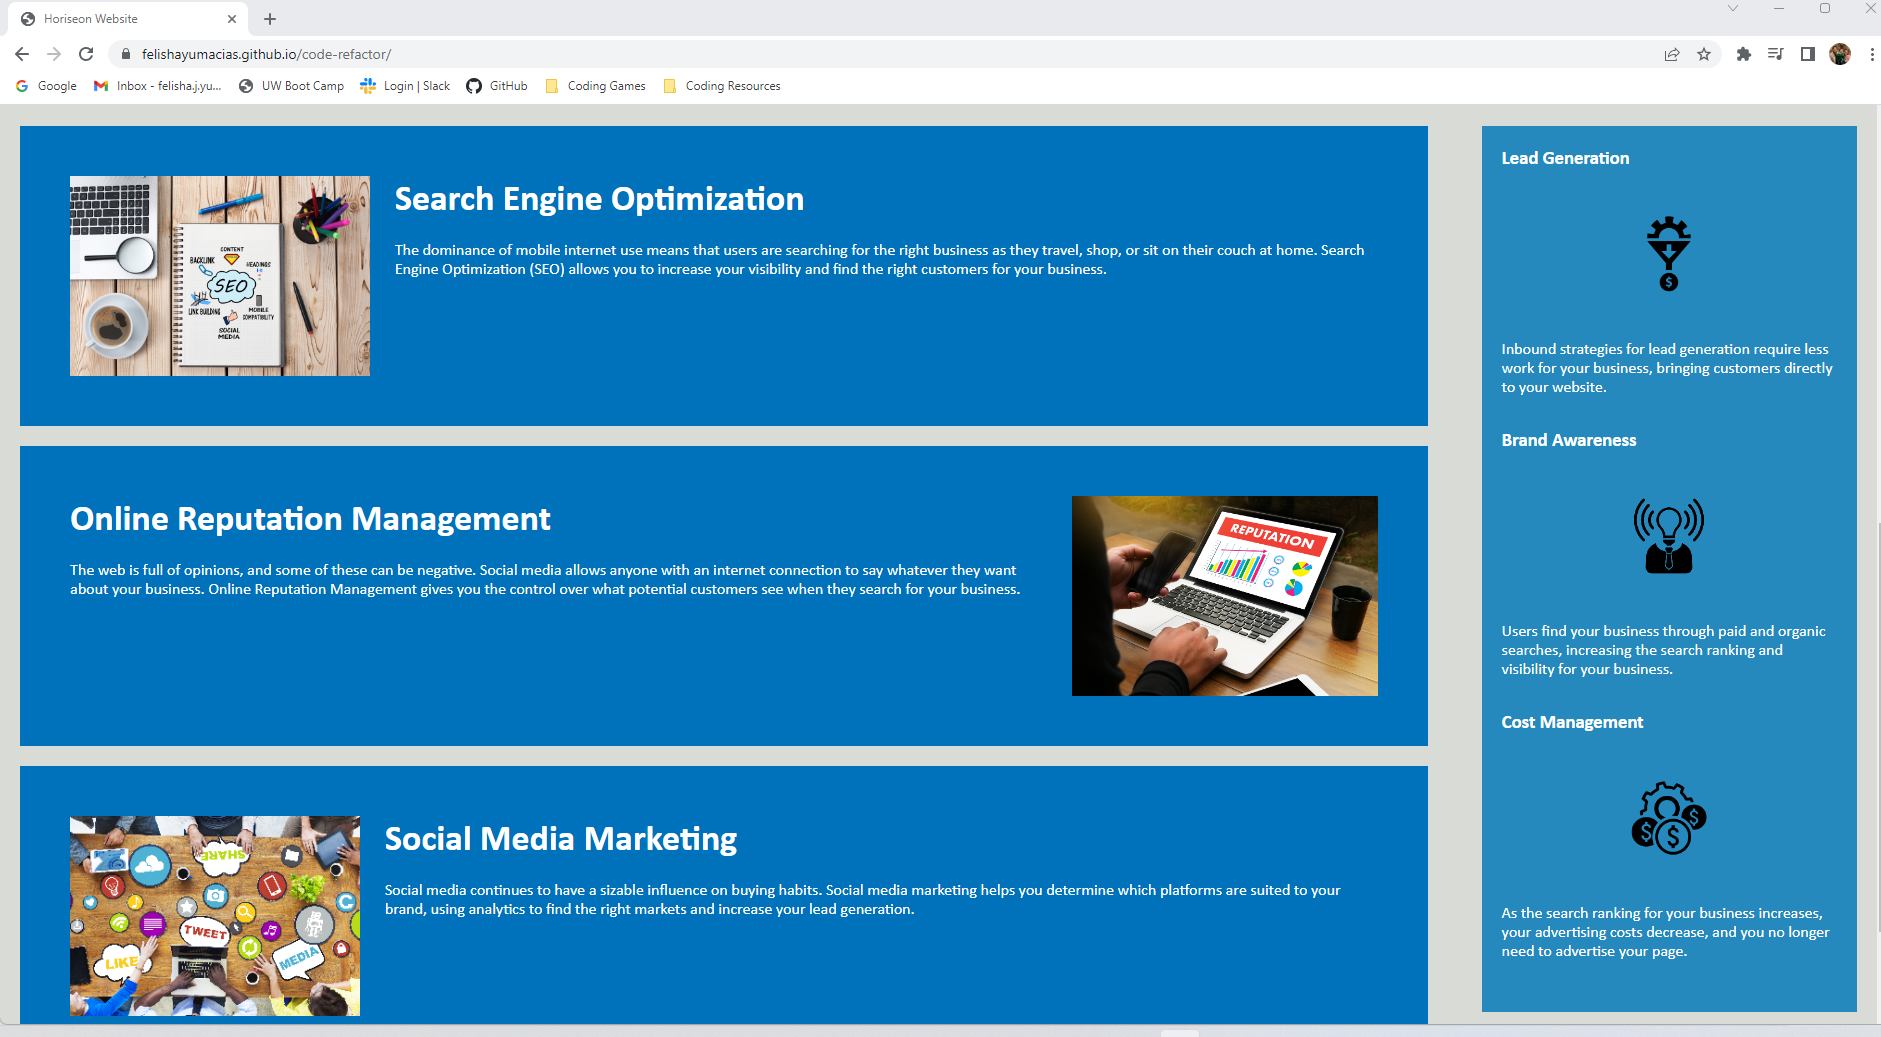 Horiseon Website
felishayumacias.github.io/code-refactor/
Google
Inbox - felisha.j.yu...
UW Boot Camp
Login | Slack
GitHub
Coding Games
Coding Resources
CONTENT
BACKLINK
HEADINGS
SEO
LINK BUILDING
MOBILE
COMPATIBILITY
SOCIAL
MEDIA
Search Engine Optimization
The dominance of mobile internet use means that users are searching for the right business as they travel, shop, or sit on their couch at home. Search
Engine Optimization (SEO) allows you to increase your visibility and find the right customers for your business.
Online Reputation Management
The web is full of opinions, and some of these can be negative. Social media allows anyone with an internet connection to say whatever they want
about your business. Online Reputation Management gives you the control over what potential customers see when they search for your business.
REPUTATION
SHARE
TWEET
LIKE
MEDIA
Social Media Marketing
Social media continues to have a sizable influence on buying habits. Social media marketing helps you determine which platforms are suited to your
brand, using analytics to find the right markets and increase your lead generation.
Lead Generation
$
Inbound strategies for lead generation require less
work for your business, bringing customers directly
to your website.
Brand Awareness
Users find your business through paid and organic
searches, increasing the search ranking and
visibility for your business.
Cost Management
$ $ $
As the search ranking for your business increases,
your advertising costs decrease, and you no longer
need to advertise your page.